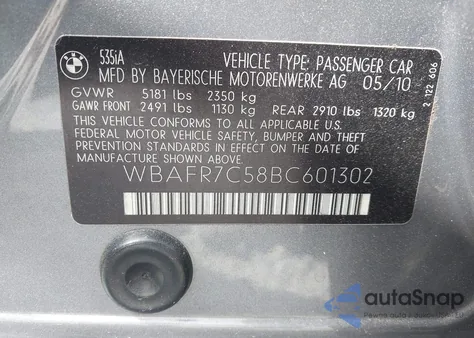 BMW
535iA
VEHICLE TYPE: PASSENGER CAR
MFD BY BAYERISCHE MOTORENWERKE AG 05/10
GVWR 5181 lbs 2350 kg
GAWR FRONT 2491 lbs 1130 kg REAR 2910 lbs 1320 kg
THIS VEHICLE CONFORMS TO ALL APPLICABLE U.S.
FEDERAL MOTOR VEHICLE SAFETY, BUMPER AND THEFT
PREVENTION STANDARDS IN EFFECT ON THE DATE OF
MANUFACTURE SHOWN ABOVE.
WBAFR7C58BC601302
2 122 606
autoSnap